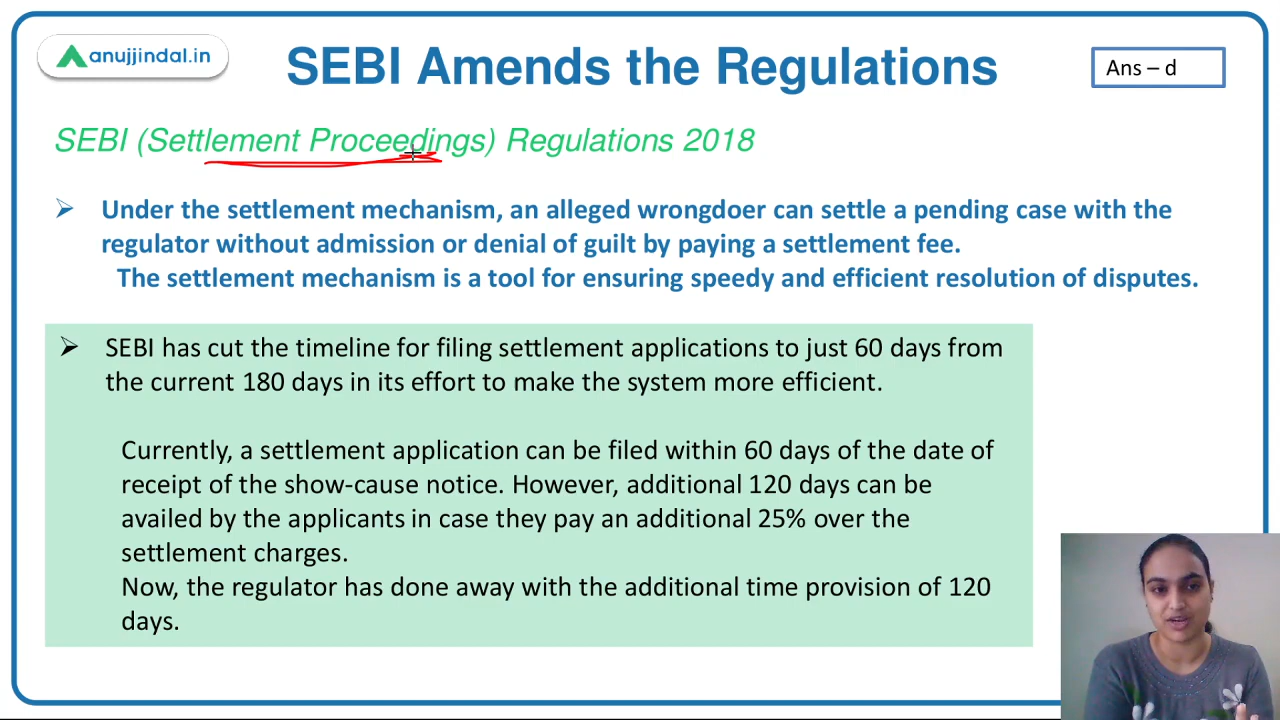 anujjindal.in
SEBI Amends the Regulations
Ans – d
SEBI (Settlement Proceedings) Regulations 2018
Under the settlement mechanism, an alleged wrongdoer can settle a pending case with the
regulator without admission or denial of guilt by paying a settlement fee.
The settlement mechanism is a tool for ensuring speedy and efficient resolution of disputes.
SEBI has cut the timeline for filing settlement applications to just 60 days from
the current 180 days in its effort to make the system more efficient.
Currently, a settlement application can be filed within 60 days of the date of
receipt of the show-cause notice. However, additional 120 days can be
availed by the applicants in case they pay an additional 25% over the
settlement charges.
Now, the regulator has done away with the additional time provision of 120
days.